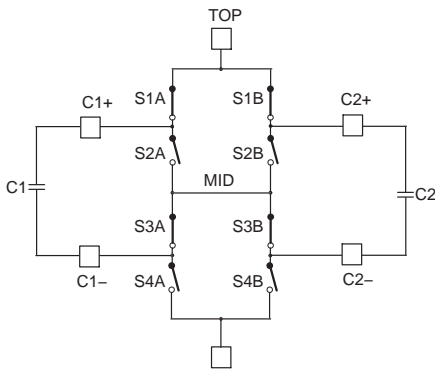 TOP
S1A S1B
C1+ C2+
S2A S2B
MID
C1 C2
S3A S3B
C1– C2–
S4A S4B